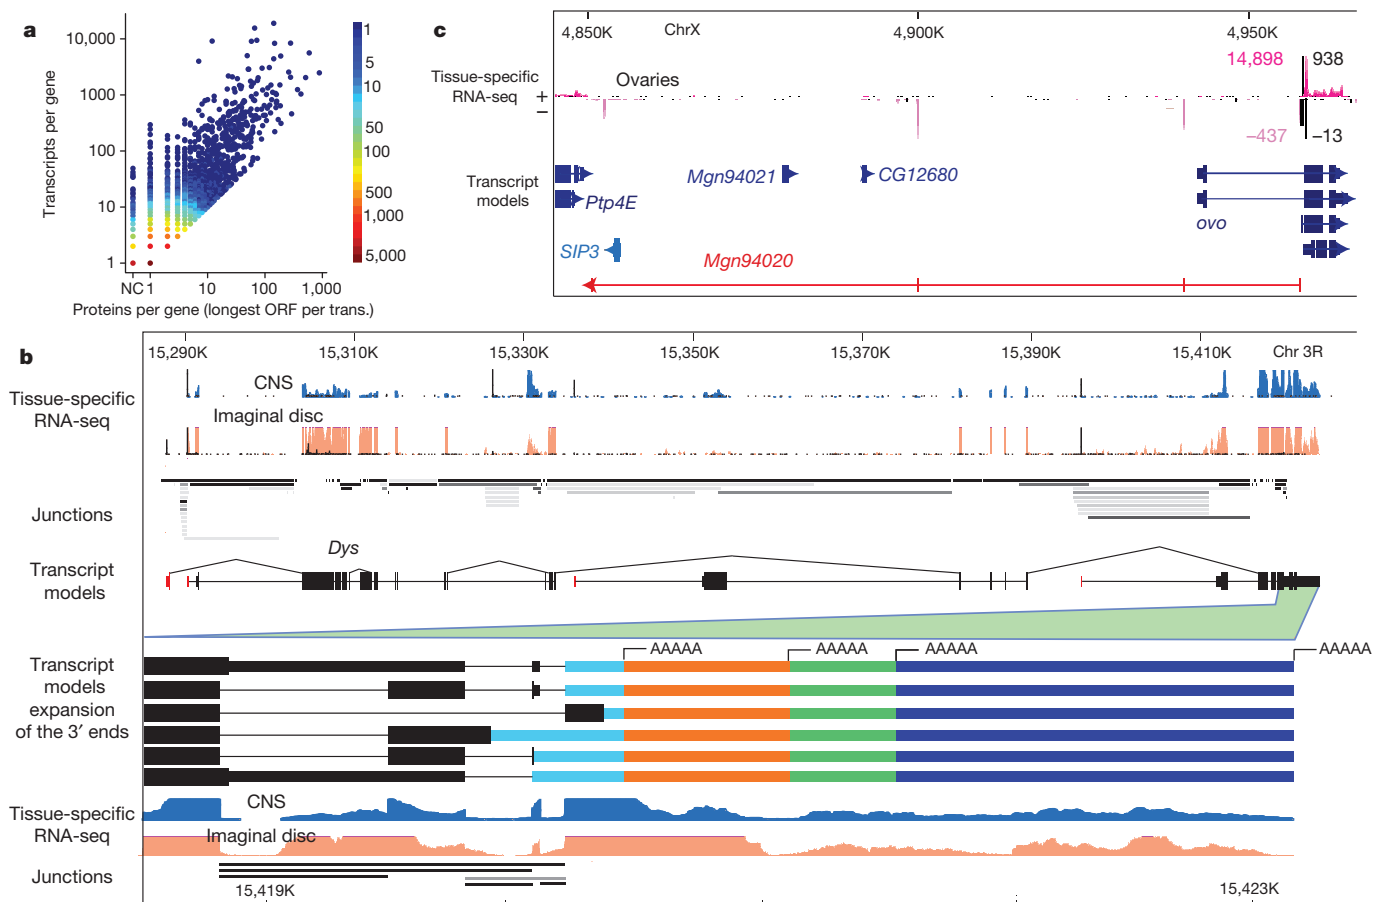 a
Transcripts per gene
10,000
1000
100
10
1
NC 1 10 100 1,000
Proteins per gene (longest ORF per trans.)
1
5
10
50
100
500
1,000
5,000
c
4,850K ChrX 4,900K 4,950K
Tissue-specific
RNA-seq
+
−
Ovaries
14,898 938
−437 −13
Transcript
models
Mgn94021 CG12680
Ptp4E
ovo
SIP3
Mgn94020
b
15,290K 15,310K 15,330K 15,350K 15,370K 15,390K 15,410K Chr 3R
Tissue-specific
RNA-seq
CNS
Imaginal disc
Junctions
Dys
Transcript
models
AAAAA AAAAA AAAAA AAAAA
Transcript
models
expansion
of the 3′ ends
Tissue-specific
RNA-seq
CNS
Imaginal disc
Junctions
15,419K 15,423K